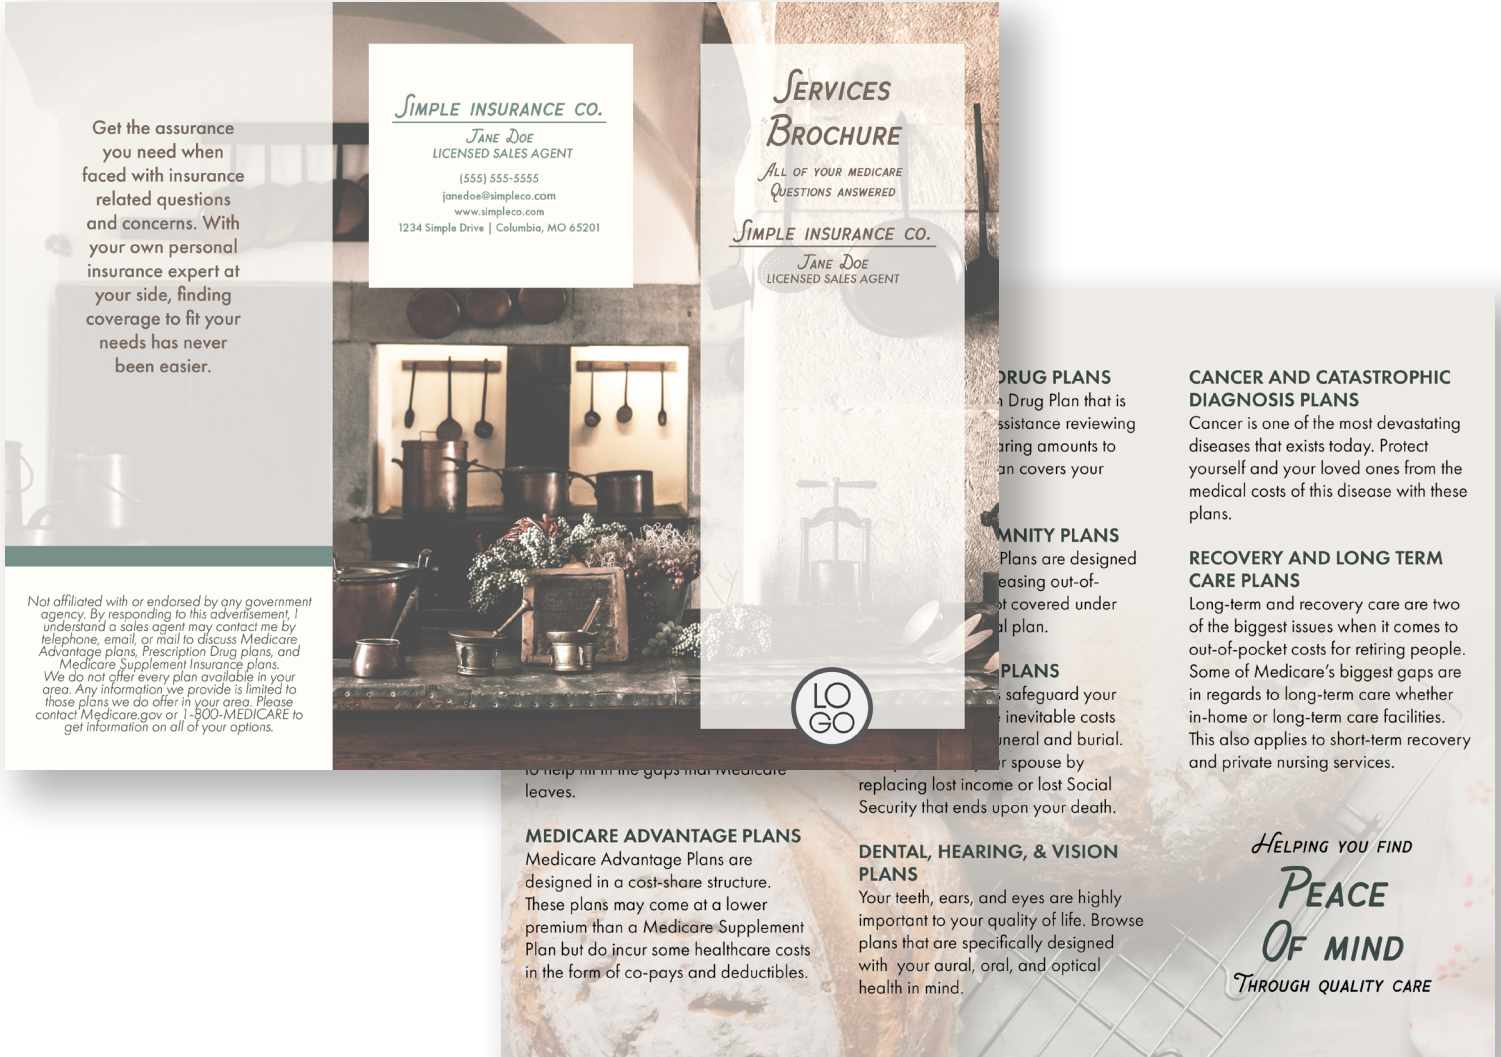 Get the assurance
you need when
faced with insurance
related questions
and concerns. With
your own personal
insurance expert at
your side, finding
coverage to fit your
needs has never
been easier.
Not affiliated with or endorsed by any government
agency. By responding to this advertisement, I
understand a sales agent may contact me by
telephone, email, or mail to discuss Medicare
Advantage plans, Prescription Drug plans, and
Medicare Supplement Insurance plans.
We do not offer every plan available in your
area. Any information we provide is limited to
those plans we do offer in your area. Please
contact Medicare.gov or 1-800-MEDICARE to
get information on all of your options.
SIMPLE INSURANCE CO.
JANE DOE
LICENSED SALES AGENT
(555) 555-5555
janedoe@simpleco.com
www.simpleco.com
1234 Simple Drive | Columbia, MO 65201
SERVICES
BROCHURE
ALL OF YOUR MEDICARE
QUESTIONS ANSWERED
SIMPLE INSURANCE CO.
JANE DOE
LICENSED SALES AGENT
LO
GO
to help fill in the gaps that Medicare
leaves.
MEDICARE ADVANTAGE PLANS
Medicare Advantage Plans are
designed in a cost-share structure.
These plans may come at a lower
premium than a Medicare Supplement
Plan but do incur some healthcare costs
in the form of co-pays and deductibles.
DRUG PLANS
Drug Plan that is
ssistance reviewing
aring amounts to
an covers your
MNITY PLANS
Plans are designed
easing out-of-
ot covered under
al plan.
PLANS
safeguard your
inevitable costs
uneral and burial.
ur spouse by
replacing lost income or lost Social
Security that ends upon your death.
DENTAL, HEARING, & VISION
PLANS
Your teeth, ears, and eyes are highly
important to your quality of life. Browse
plans that are specifically designed
with your aural, oral, and optical
health in mind.
CANCER AND CATASTROPHIC
DIAGNOSIS PLANS
Cancer is one of the most devastating
diseases that exists today. Protect
yourself and your loved ones from the
medical costs of this disease with these
plans.
RECOVERY AND LONG TERM
CARE PLANS
Long-term and recovery care are two
of the biggest issues when it comes to
out-of-pocket costs for retiring people.
Some of Medicare's biggest gaps are
in regards to long-term care whether
in-home or long-term care facilities.
This also applies to short-term recovery
and private nursing services.
HELPING YOU FIND
PEACE
OF MIND
THROUGH QUALITY CARE